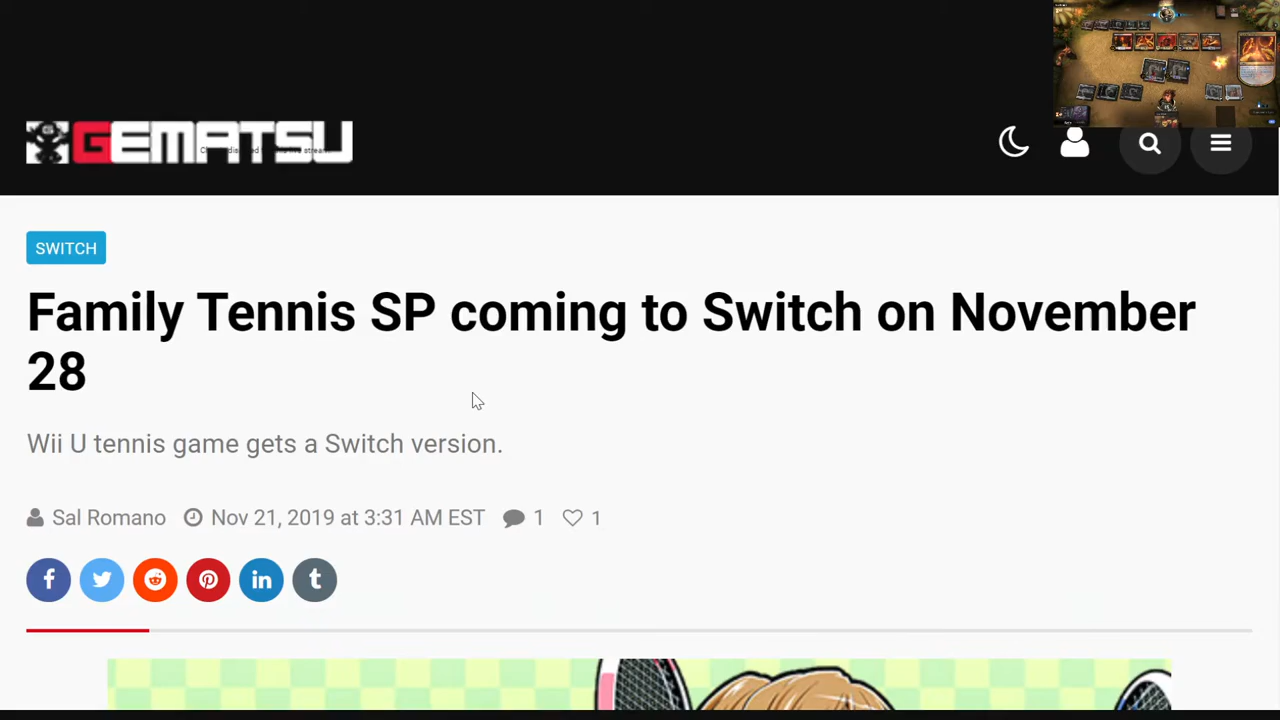 GEMATSU
SWITCH
Family Tennis SP coming to Switch on November
28
Wii U tennis game gets a Switch version.
Sal Romano Nov 21, 2019 at 3:31 AM EST 1 1